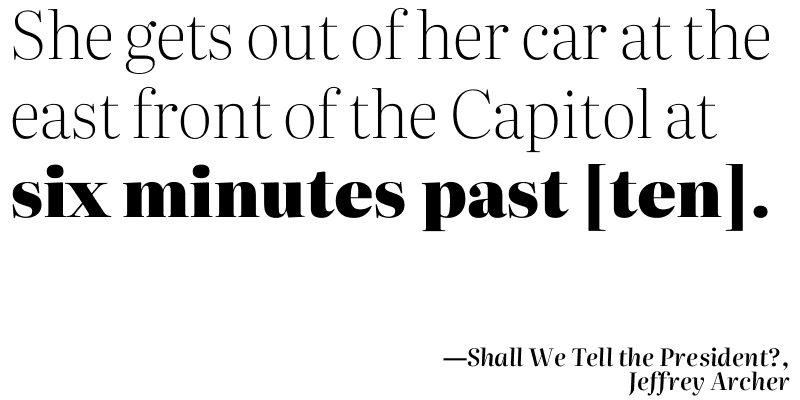 She gets out of her car at the
east front of the Capitol at
six minutes past [ten].
—Shall We Tell the President?,
Jeffrey Archer